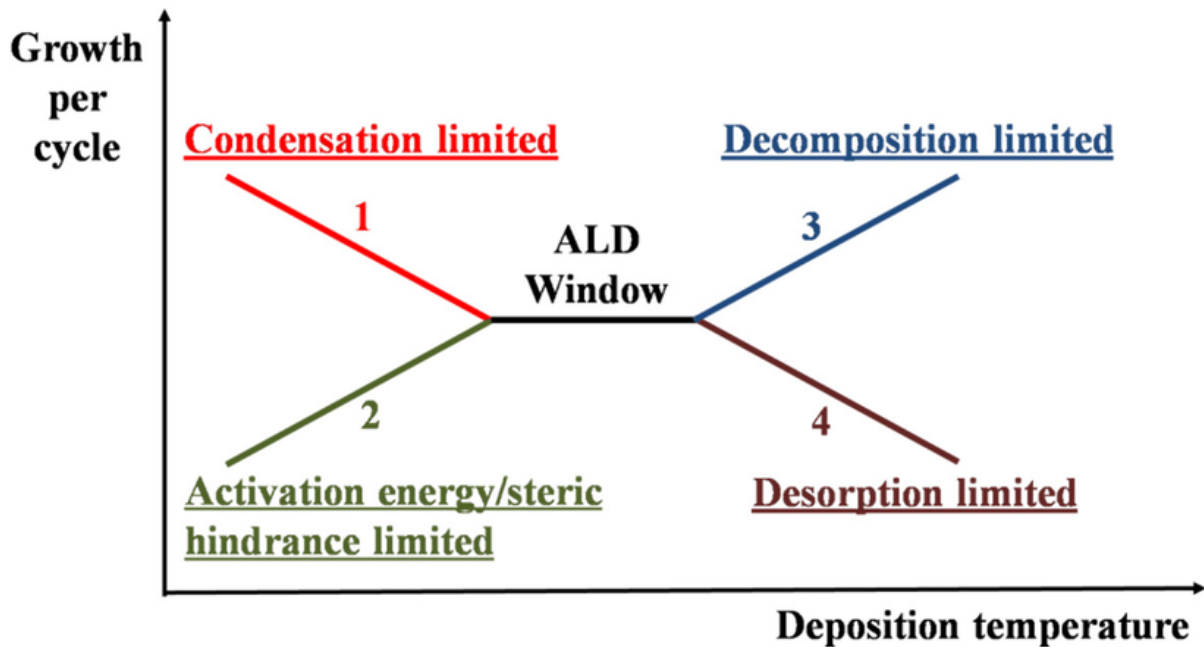 Growth
per
cycle
Condensation limited
Decomposition limited
1
3
ALD
Window
2
4
Activation energy/steric
hindrance limited
Desorption limited
Deposition temperature